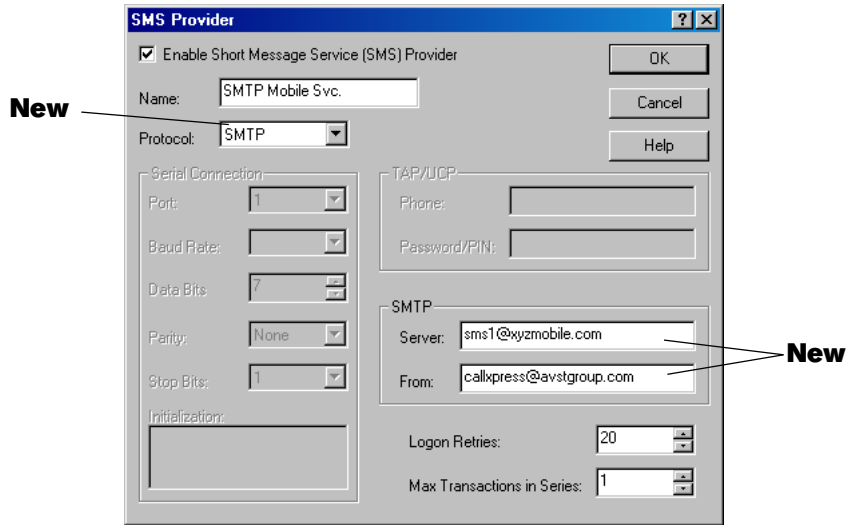 SMS Provider
Enable Short Message Service (SMS) Provider
OK
Name: SMTP Mobile Svc.
Cancel
New
Protocol: SMTP
Help
Serial Connection
Port: 1
Baud Rate:
Data Bits 7
Parity: None
Stop Bits: 1
Initialization:
TAP/UCP
Phone:
Password/PIN:
SMTP
Server: sms1@xyzmobile.com
New
From: callxpress@avstgroup.com
Logon Retries: 20
Max Transactions in Series: 1